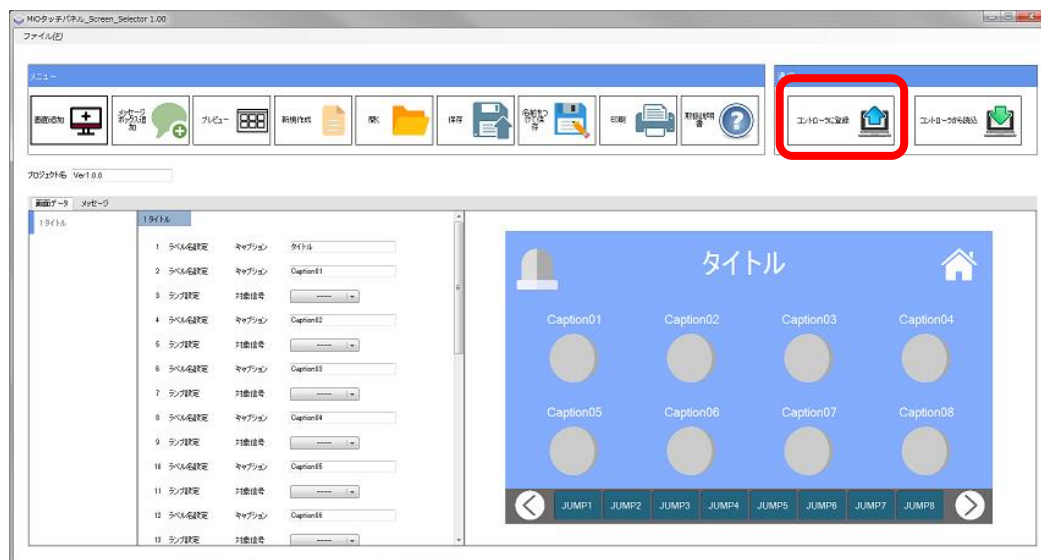 MIOタッチパネル_Screen_Selector 1.00
ファイル(F)
メニュー
画面追加
メッセージ
ボックス追
加
プレビュー
新規作成
開く
保存
名前をつ
けて保
存
印刷
取扱説明
書
コントローラに登録
コントローラから読込
プロジェクト名 Ver1.0.0
画面データ メッセージ
1 タイトル
1 タイトル
1 ラベル名設定 キャプション タイトル
2 ラベル名設定 キャプション Caption01
3 ランプ設定 対象信号 ----
4 ラベル名設定 キャプション Caption02
5 ランプ設定 対象信号 ----
6 ラベル名設定 キャプション Caption03
7 ランプ設定 対象信号 ----
8 ラベル名設定 キャプション Caption04
9 ランプ設定 対象信号 ----
10 ラベル名設定 キャプション Caption05
11 ランプ設定 対象信号 ----
12 ラベル名設定 キャプション Caption06
13 ランプ設定 対象信号 ----
タイトル
Caption01 Caption02 Caption03 Caption04
Caption05 Caption06 Caption07 Caption08
JUMP1 JUMP2 JUMP3 JUMP4 JUMP5 JUMP6 JUMP7 JUMP8